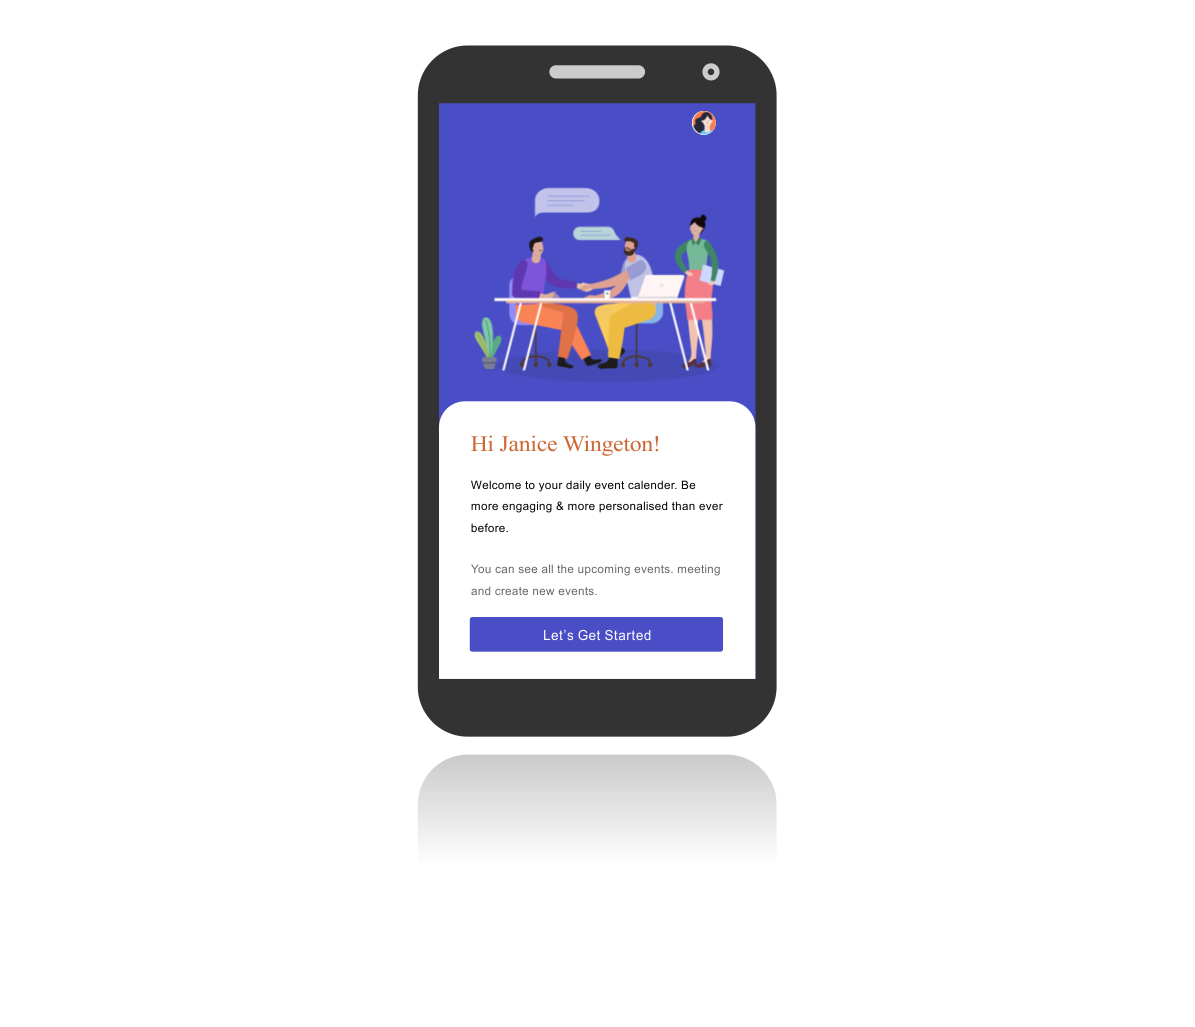 Hi Janice Wingeton!
Welcome to your daily event calender. Be
more engaging & more personalised than ever
before.
You can see all the upcoming events. meeting
and create new events.
Let’s Get Started